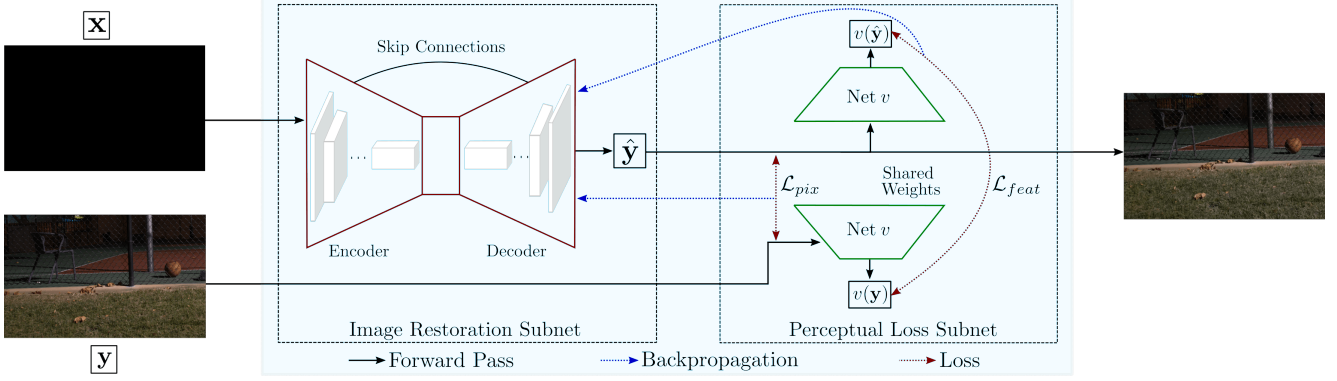 x
Skip Connections
...
...
Encoder
Decoder
ŷ
Image Restoration Subnet
v(ŷ)
Net v
Shared
Weights
ℒpix
ℒfeat
Net v
v(y)
Perceptual Loss Subnet
y
Forward Pass
Backpropagation
Loss